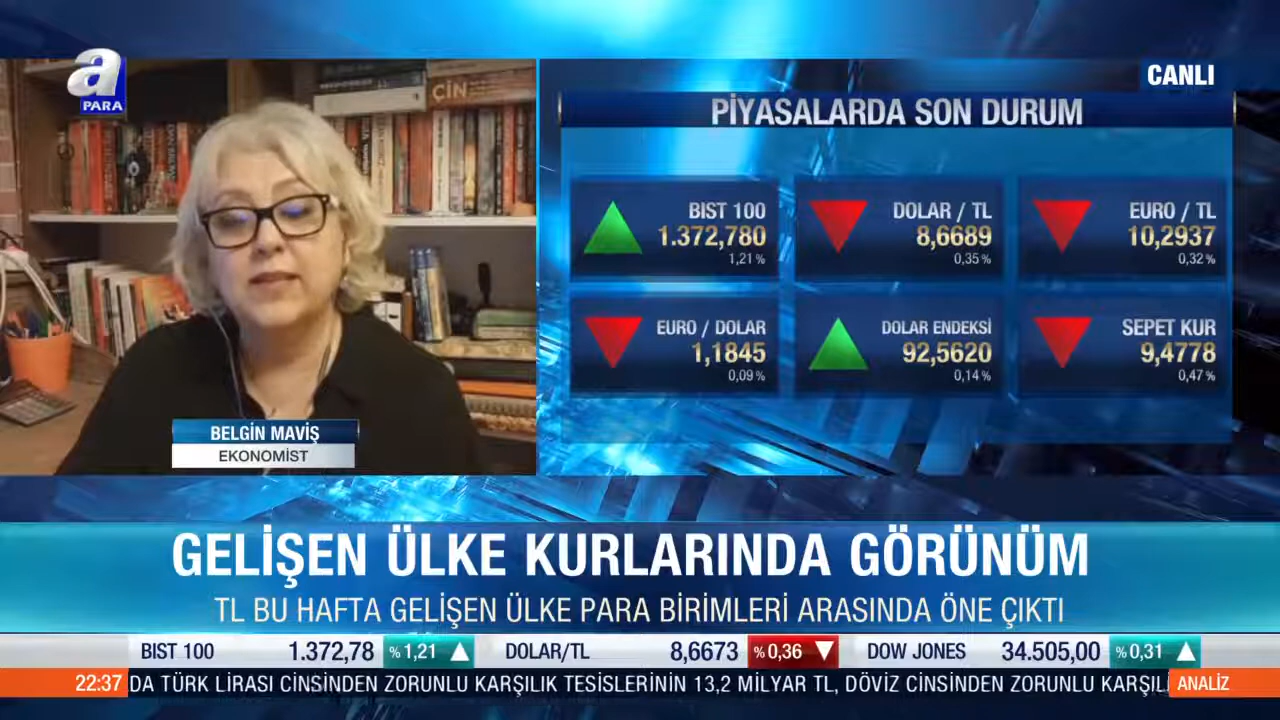 a
PARA
CANLI
ÇİN
PİYASALARDA SON DURUM
BIST 100
1.372,780
1,21 %
DOLAR / TL
8,6689
0,35 %
EURO / TL
10,2937
0,32 %
EURO / DOLAR
1,1845
0,09 %
DOLAR ENDEKSİ
92,5620
0,14 %
SEPET KUR
9,4778
0,47 %
BELGİN MAVİŞ
EKONOMİST
GELİŞEN ÜLKE KURLARINDA GÖRÜNÜM
TL BU HAFTA GELİŞEN ÜLKE PARA BİRİMLERİ ARASINDA ÖNE ÇIKTI
BIST 100 1.372,78 % 1,21 DOLAR/TL 8,6673 % 0,36 DOW JONES 34.505,00 % 0,31
22:37 DA TÜRK LİRASI CİNSİNDEN ZORUNLU KARŞILIK TESİSLERİNİN 13,2 MİLYAR TL, DÖVİZ CİNSİNDEN ZORUNLU KARŞILI ANALİZ